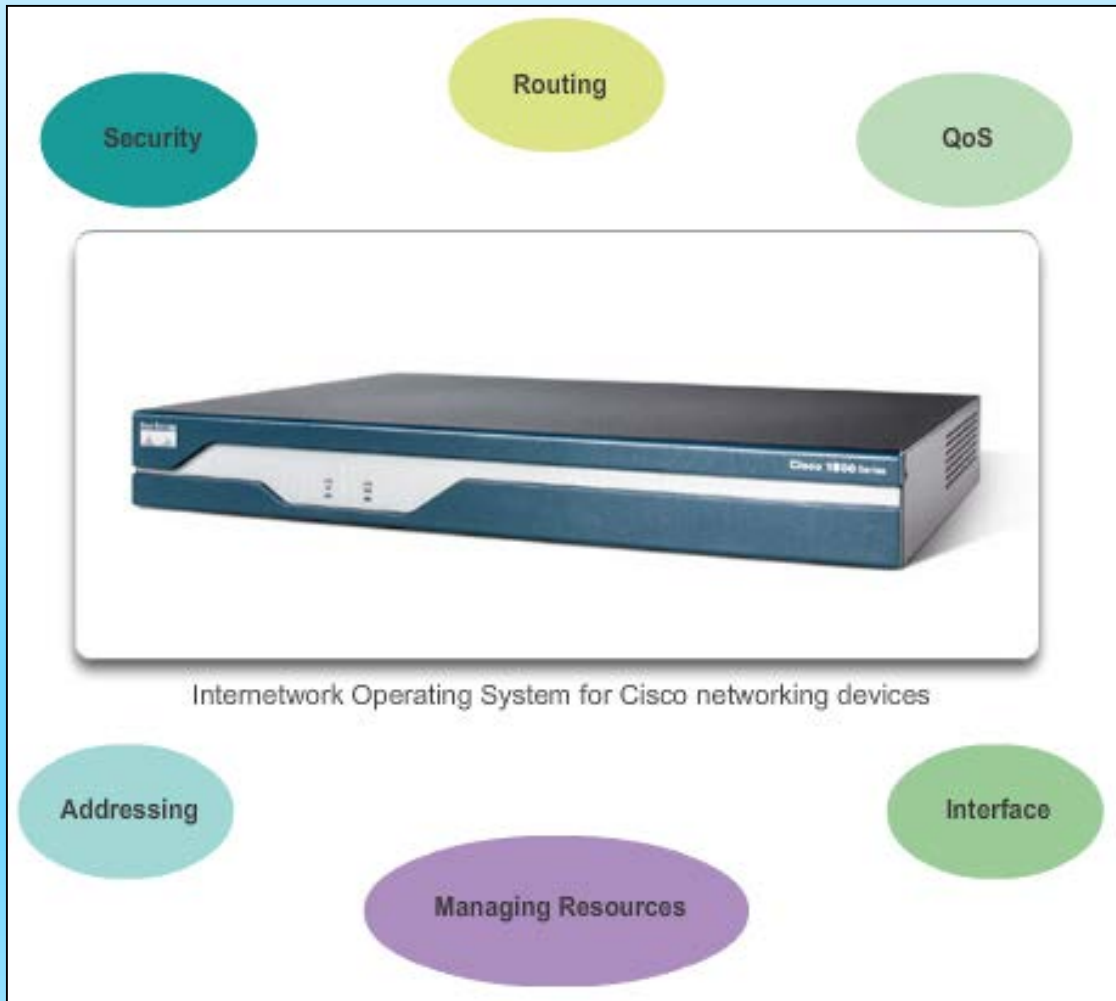 Routing
Security
QoS
Cisco 1800 Series
Internetwork Operating System for Cisco networking devices
Addressing
Interface
Managing Resources